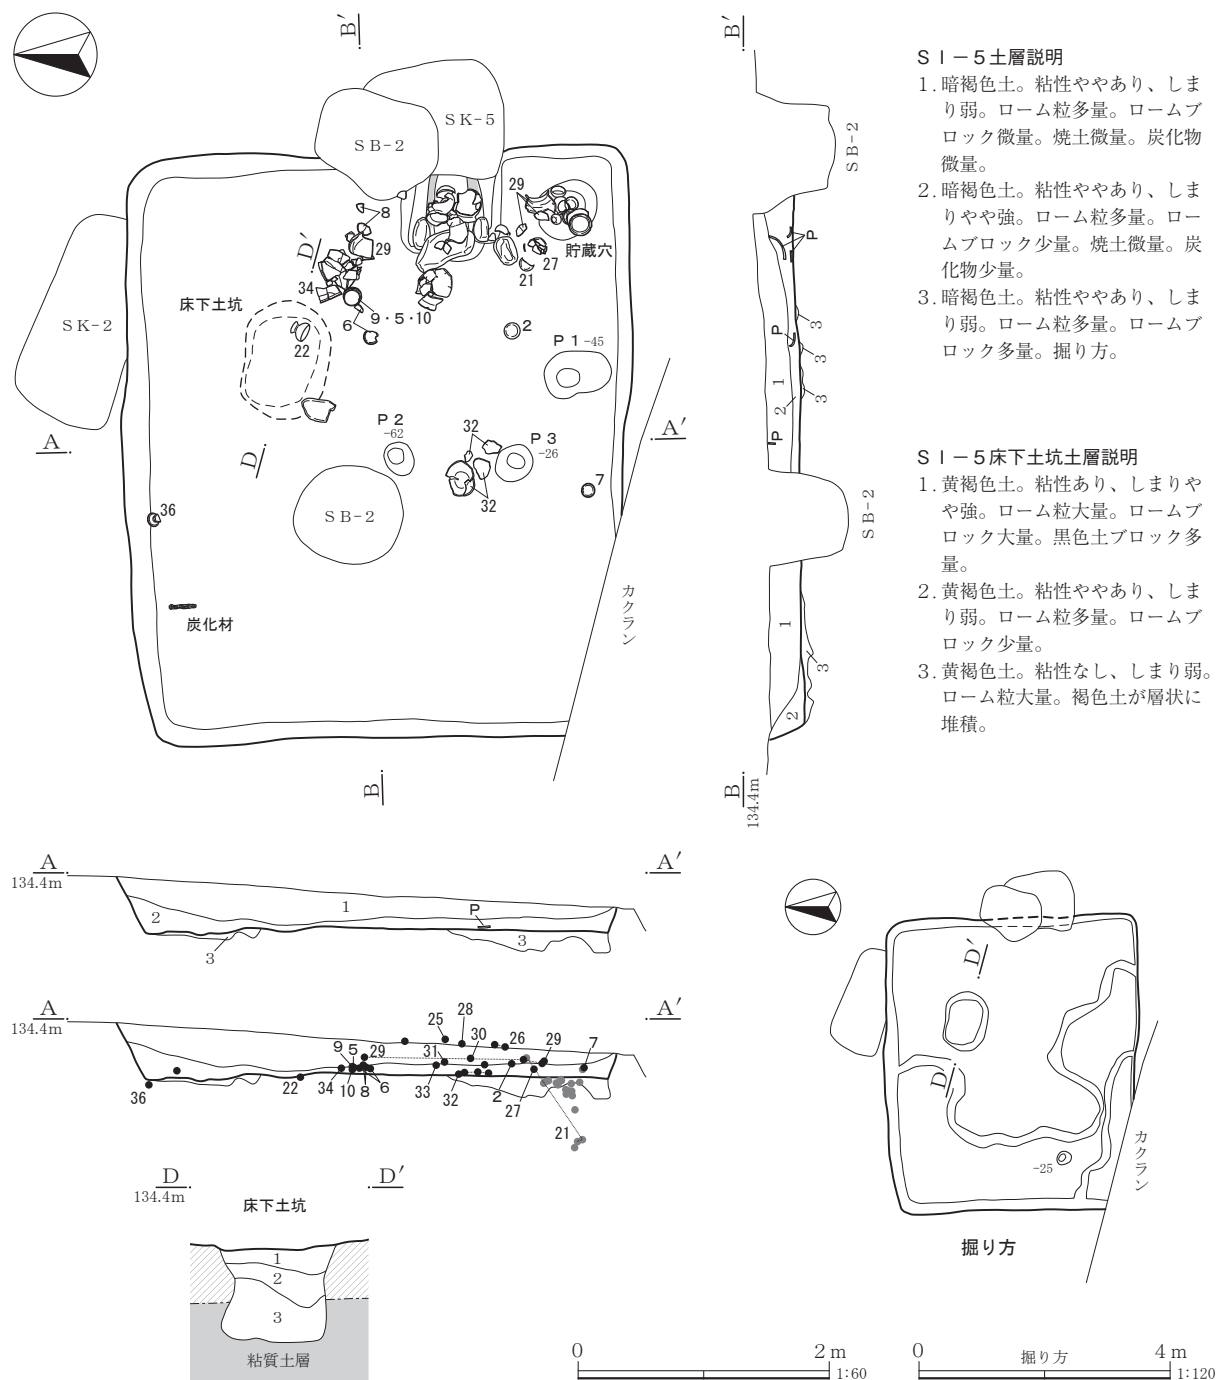 B′
B′
SK-5
SB-2
SB-2
29
8
D′
29
27
貯蔵穴
21
34
床下土坑
6
9・5・10
2
22
SK-2
P 1 -45
P
P
P
3
3
3
1
2
A
A′
D
P 2
-62
32
P 3
-26
32
7
36
SB-2
SB-2
炭化材
カクラン
1
3
2
B
B
134.4m
SI－5土層説明
1. 暗褐色土。粘性ややあり、しま
り弱。ローム粒多量。ロームブ
ロック微量。焼土微量。炭化物
微量。
2. 暗褐色土。粘性ややあり、しま
りやや強。ローム粒多量。ロー
ムブロック少量。焼土微量。炭
化物少量。
3. 暗褐色土。粘性ややあり、しま
り弱。ローム粒多量。ロームブ
ロック多量。掘り方。
SI－5床下土坑土層説明
1. 黄褐色土。粘性あり、しまりや
や強。ローム粒大量。ロームブ
ロック大量。黒色土ブロック多
量。
2. 黄褐色土。粘性ややあり、しま
り弱。ローム粒多量。ロームブ
ロック少量。
3. 黄褐色土。粘性なし、しまり弱。
ローム粒大量。褐色土が層状に
堆積。
A
134.4m
A′
1
2
P
3
3
A
134.4m
A′
25
28
30
26
29
7
9
5
29
31
36
22
34
10
8
6
33
32
2
27
21
D
134.4m
D′
床下土坑
1
2
3
粘質土層
D′
D
-25
カクラン
掘り方
0
2 m
1:60
0
掘り方
4 m
1:120